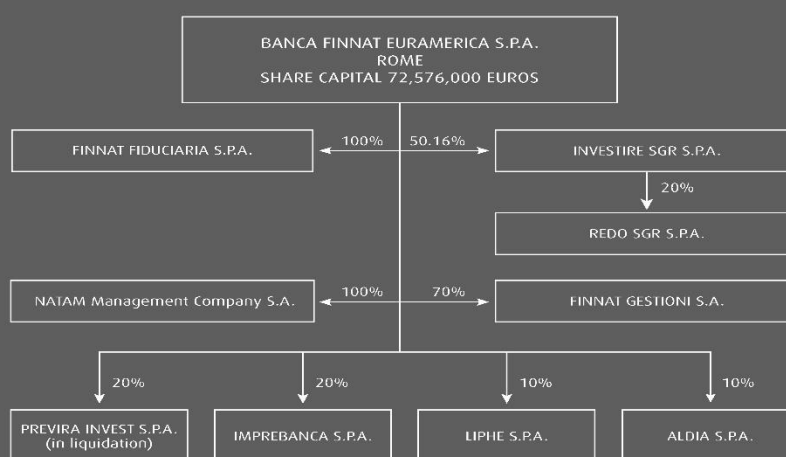 BANCA FINNAT EURAMERICA S.P.A.
ROME
SHARE CAPITAL 72,576,000 EUROS
FINNAT FIDUCIARIA S.P.A.
100%
50.16%
INVESTIRE SGR S.P.A.
20%
REDO SGR S.P.A.
NATAM Management Company S.A.
100%
70%
FINNAT GESTIONI S.A.
20%
20%
10%
10%
PREVIRA INVEST S.P.A.
(in liquidation)
IMPREBANCA S.P.A.
LIPHE S.P.A.
ALDIA S.P.A.